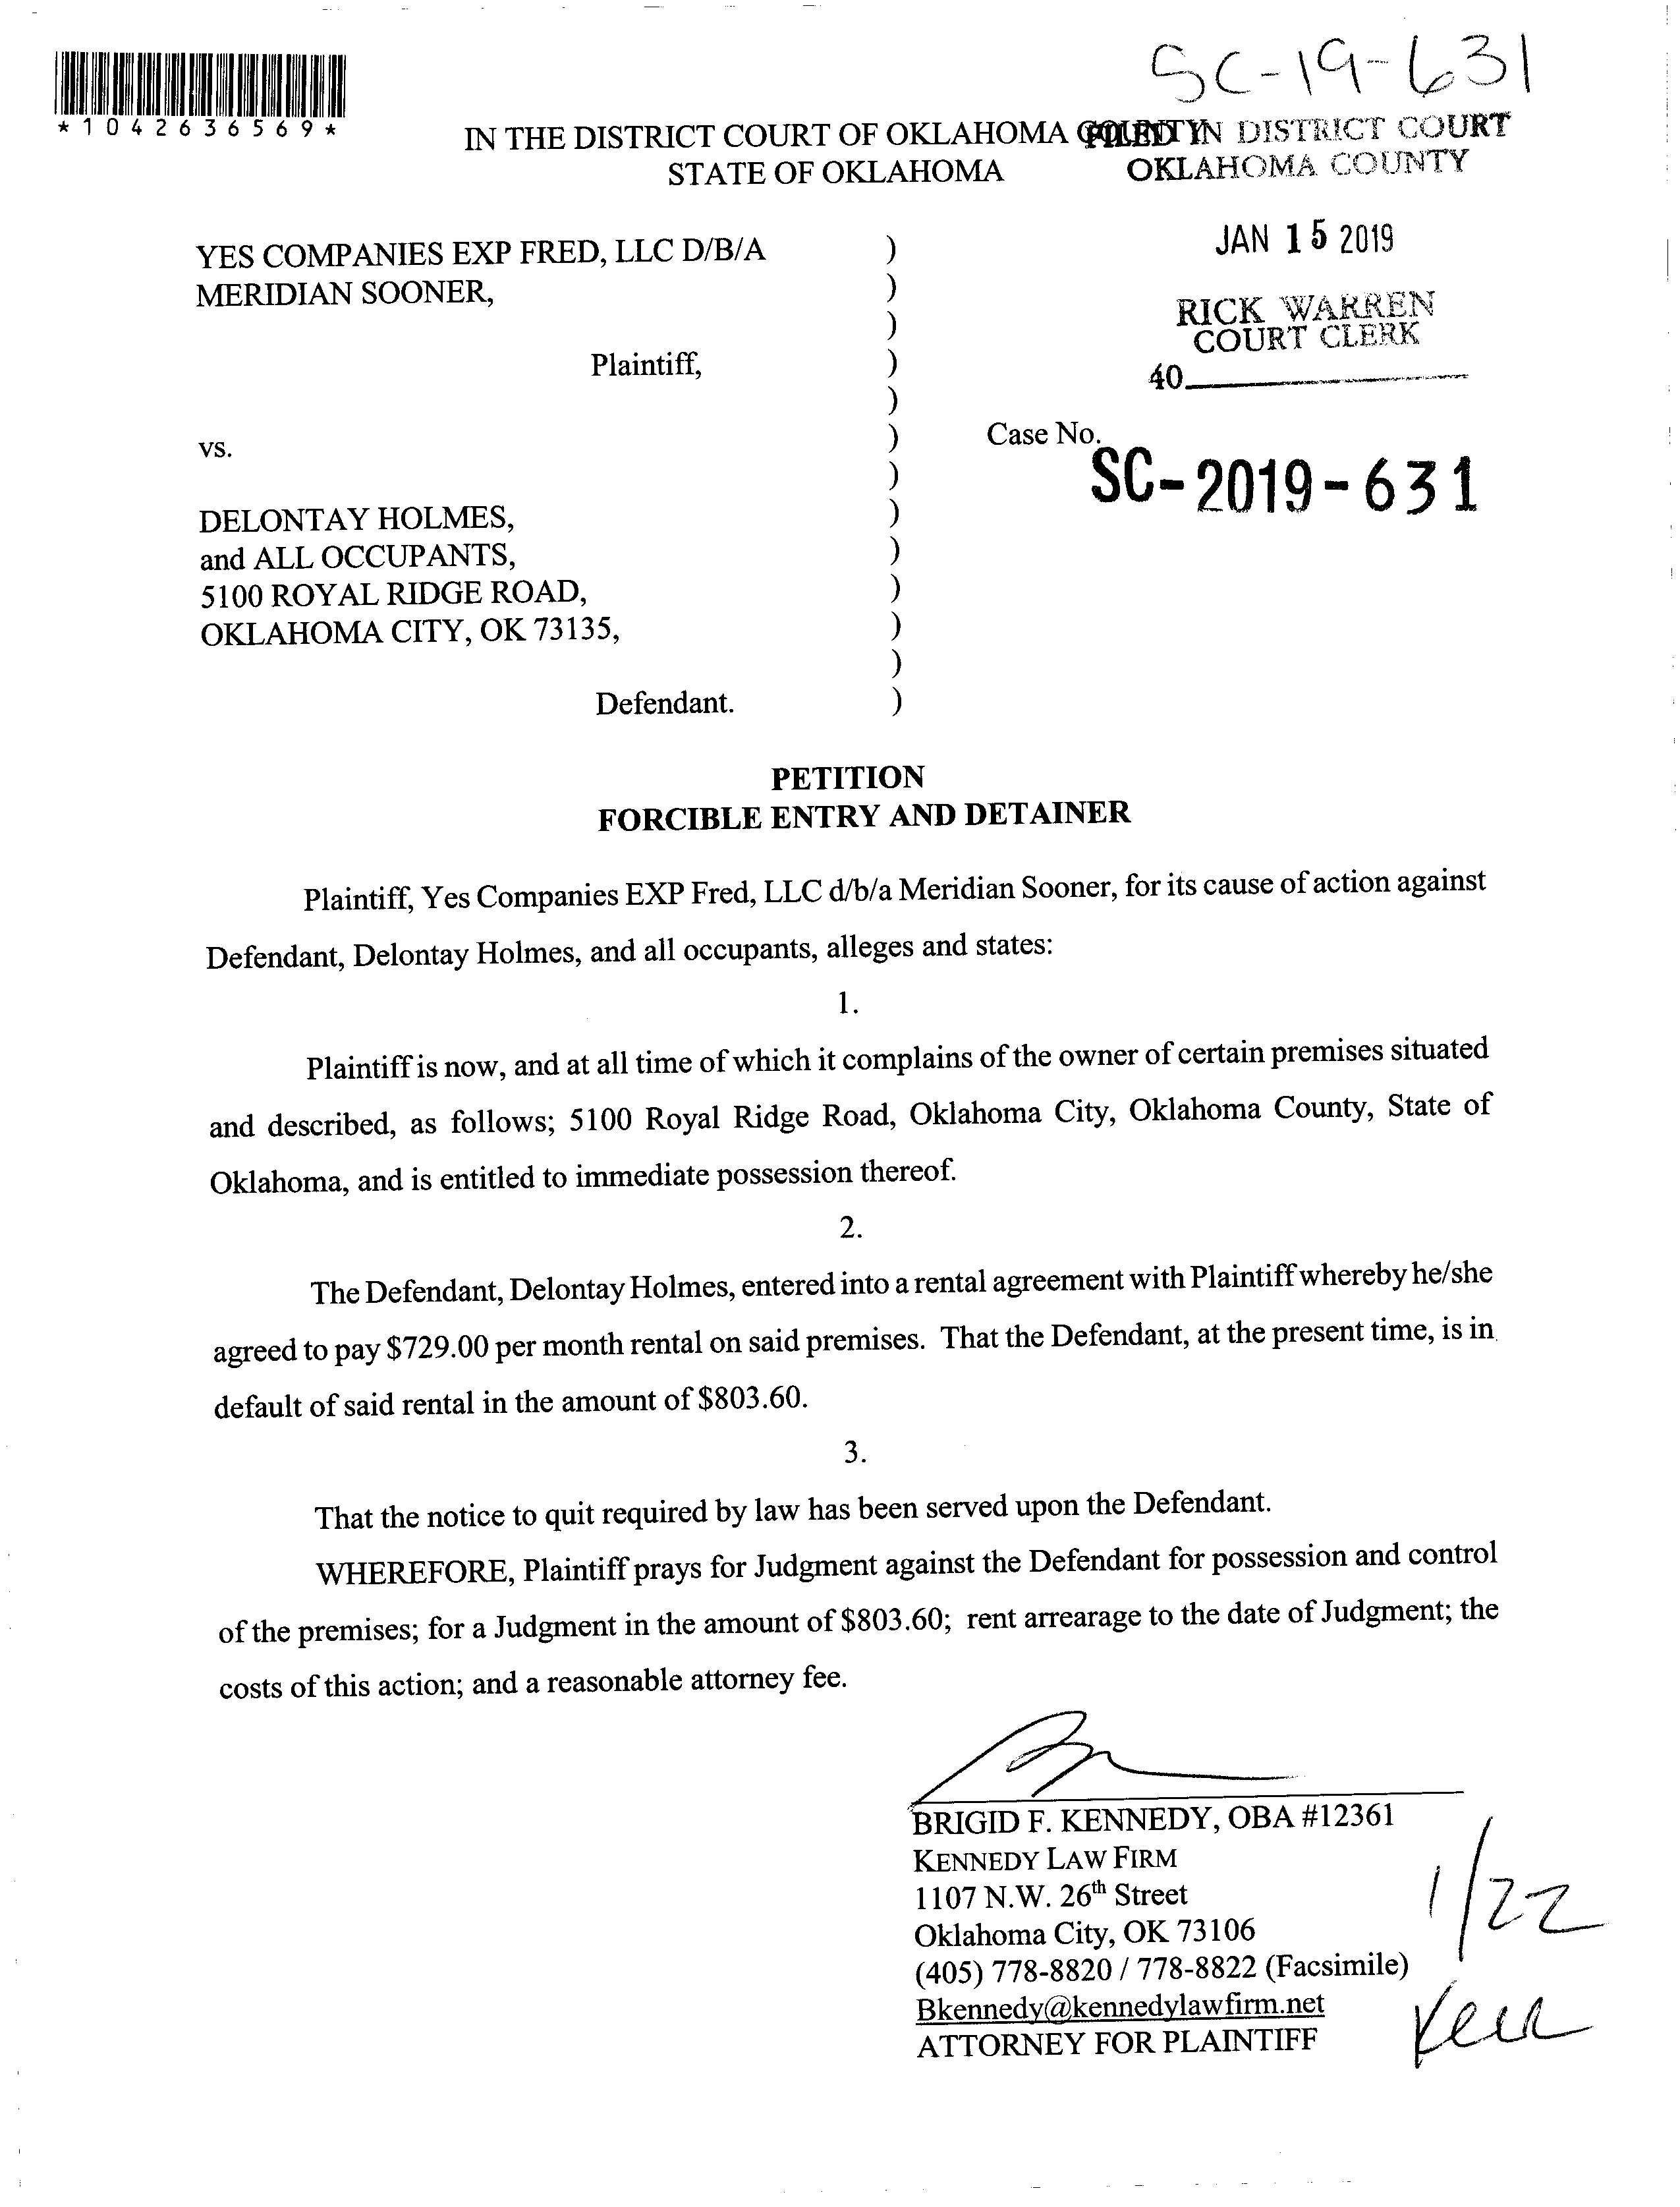 SC-19-631
*1042636569*
IN THE DISTRICT COURT OF OKLAHOMA COUNTY
FILED IN DISTRICT COURT
STATE OF OKLAHOMA
OKLAHOMA COUNTY
JAN 15 2019
RICK WARREN
COURT CLERK
40
YES COMPANIES EXP FRED, LLC D/B/A )
MERIDIAN SOONER, )
)
Plaintiff, )
)
vs. )
Case No.
SC-2019-631
)
DELONTAY HOLMES, )
and ALL OCCUPANTS, )
5100 ROYAL RIDGE ROAD, )
OKLAHOMA CITY, OK 73135, )
)
Defendant. )
PETITION
FORCIBLE ENTRY AND DETAINER
Plaintiff, Yes Companies EXP Fred, LLC d/b/a Meridian Sooner, for its cause of action against
Defendant, Delontay Holmes, and all occupants, alleges and states:
1.
Plaintiff is now, and at all time of which it complains of the owner of certain premises situated
and described, as follows; 5100 Royal Ridge Road, Oklahoma City, Oklahoma County, State of
Oklahoma, and is entitled to immediate possession thereof.
2.
The Defendant, Delontay Holmes, entered into a rental agreement with Plaintiff whereby he/she
agreed to pay $729.00 per month rental on said premises. That the Defendant, at the present time, is in
default of said rental in the amount of $803.60.
3.
That the notice to quit required by law has been served upon the Defendant.
WHEREFORE, Plaintiff prays for Judgment against the Defendant for possession and control
of the premises; for a Judgment in the amount of $803.60; rent arrearage to the date of Judgment; the
costs of this action; and a reasonable attorney fee.
BRIGID F. KENNEDY, OBA #12361
KENNEDY LAW FIRM
1107 N.W. 26th Street
Oklahoma City, OK 73106
(405) 778-8820 / 778-8822 (Facsimile)
Bkennedy@kennedylawfirm.net
ATTORNEY FOR PLAINTIFF
1/22